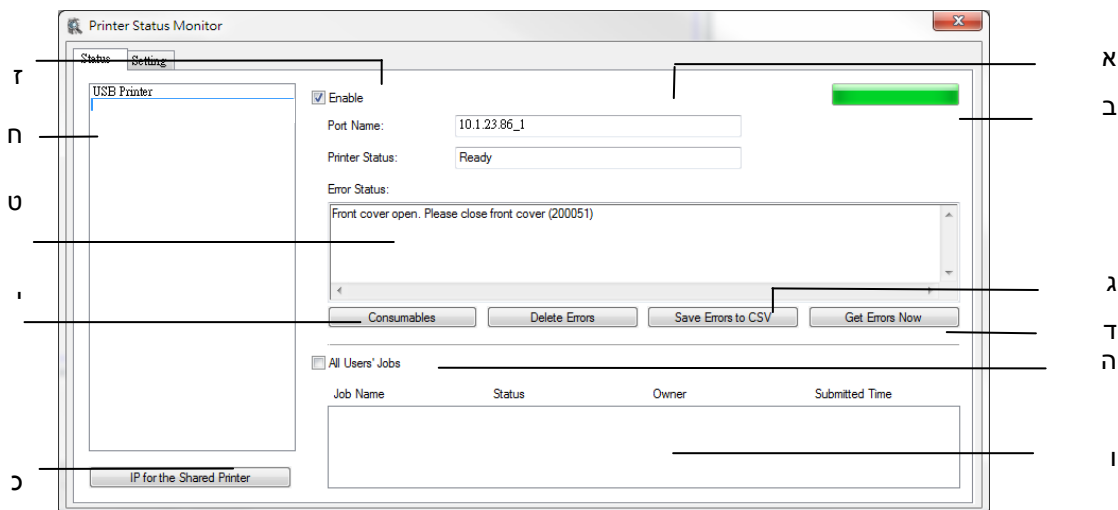 Printer Status Monitor
א
Status Setting
ז
USB Printer
Enable
ב
Port Name: 10.1.23.86_1
ח
Printer Status: Ready
Error Status:
ט
Front cover open. Please close front cover (200051)
ג
י
Consumables Delete Errors Save Errors to CSV Get Errors Now
ד
All Users' Jobs
ה
Job Name Status Owner Submitted Time
ו
IP for the Shared Printer
כ